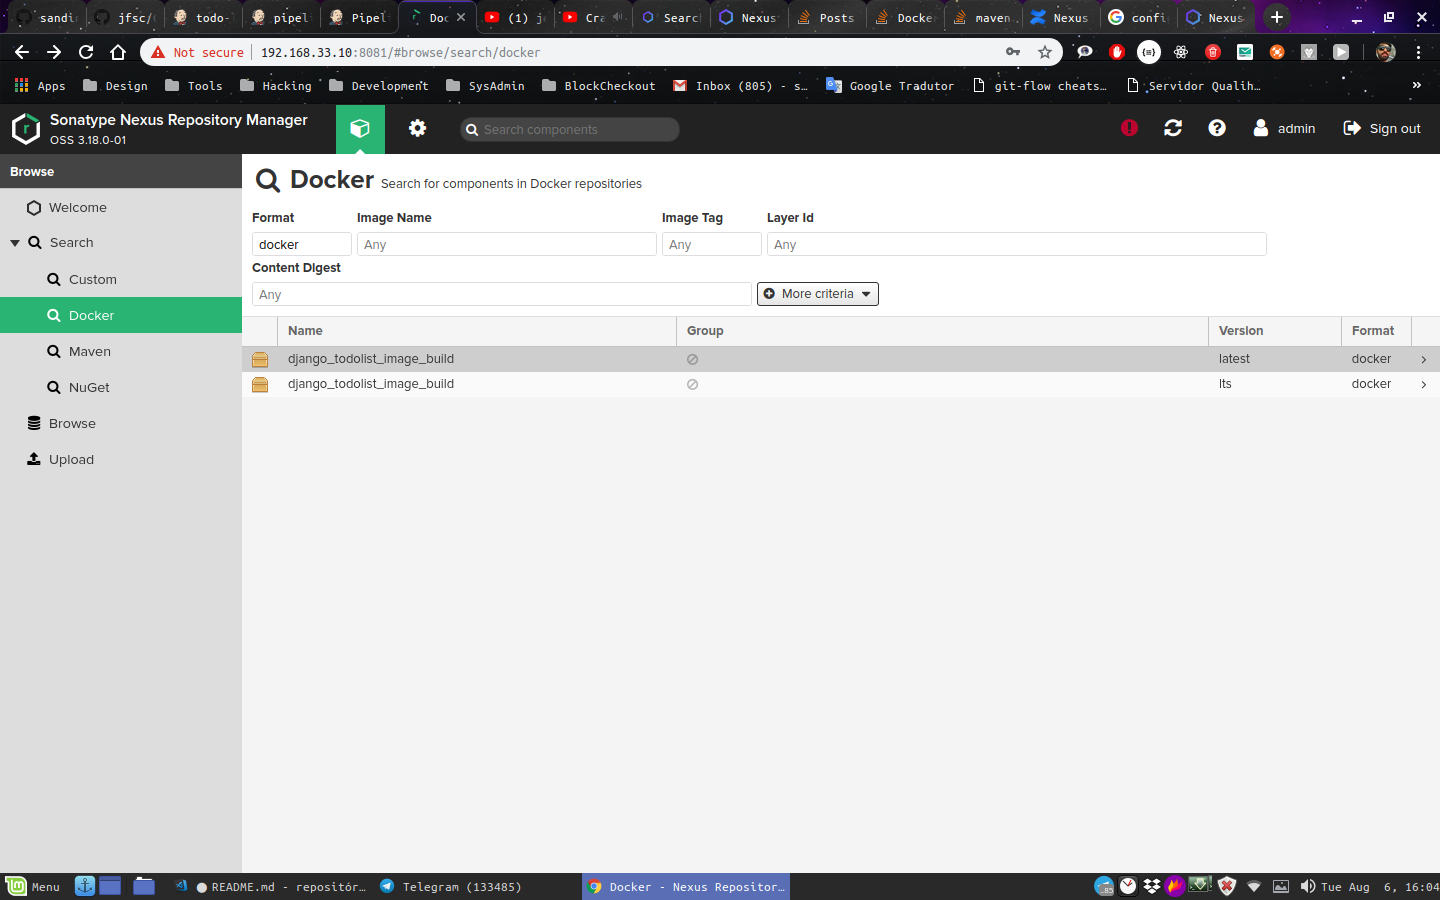 sandi
jfsc/
todo-
pipel
Pipel
Doc
(1) j
Cra
Searc
Nexus
Posts
Docke
maven
Nexus
confi
Nexus
Not secure
192.168.33.10:8081/#browse/search/docker
Apps
Design
Tools
Hacking
Development
SysAdmin
BlockCheckout
Inbox (805) - s…
Google Tradutor
git-flow cheats…
Servidor Qualih…
»
Sonatype Nexus Repository Manager
OSS 3.18.0-01
Search components
admin
Sign out
Browse
Welcome
Search
Custom
Docker
Maven
NuGet
Browse
Upload
Docker Search for components in Docker repositories
Format Image Name Image Tag Layer Id
docker Any Any Any
Content Digest
Any More criteria
Name Group Version Format
django_todolist_image_build latest docker
django_todolist_image_build lts docker
Menu
README.md - repositór…
Telegram (133485)
Docker - Nexus Repositor…
Tue Aug 6, 16:04